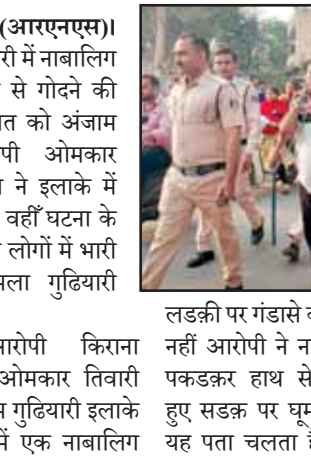 (आरएनएस)।
री में नाबालिग
से गोदने की
त को अंजाम
पी ओमकार
ने इलाके में
वहीँ घटना के
लोगों में भारी
मला गुढियारी
आरोपी किराना
ओमकार तिवारी
गुढियारी इलाके
में एक नाबालिग
लडक़ी पर गंडासे
नहीं आरोपी ने
पकडक़र हाथ से
हुए सडक़ पर घूम
यह पता चलता